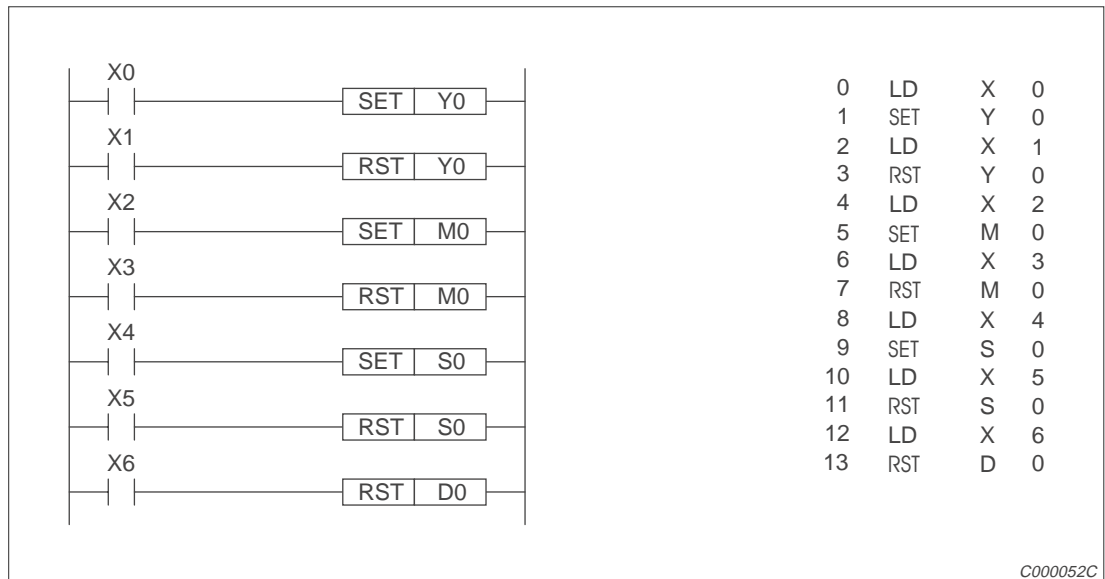 X0
SET Y0
X1
RST Y0
X2
SET M0
X3
RST M0
X4
SET S0
X5
RST S0
X6
RST D0
0 LD X 0
1 SET Y 0
2 LD X 1
3 RST Y 0
4 LD X 2
5 SET M 0
6 LD X 3
7 RST M 0
8 LD X 4
9 SET S 0
10 LD X 5
11 RST S 0
12 LD X 6
13 RST D 0
C000052C